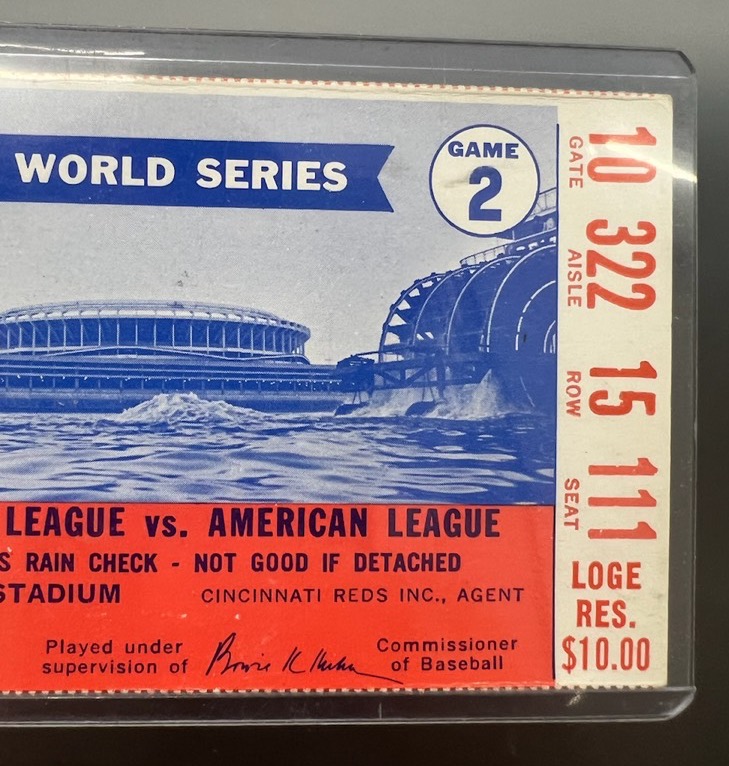 WORLD SERIES
GAME
2
LEAGUE vs. AMERICAN LEAGUE
S RAIN CHECK - NOT GOOD IF DETACHED
STADIUM CINCINNATI REDS INC., AGENT
Played under
supervision of
Bowie K Kuhn
Commissioner
of Baseball
GATE 10
AISLE 322
ROW 15
SEAT 111
LOGE
RES.
$10.00